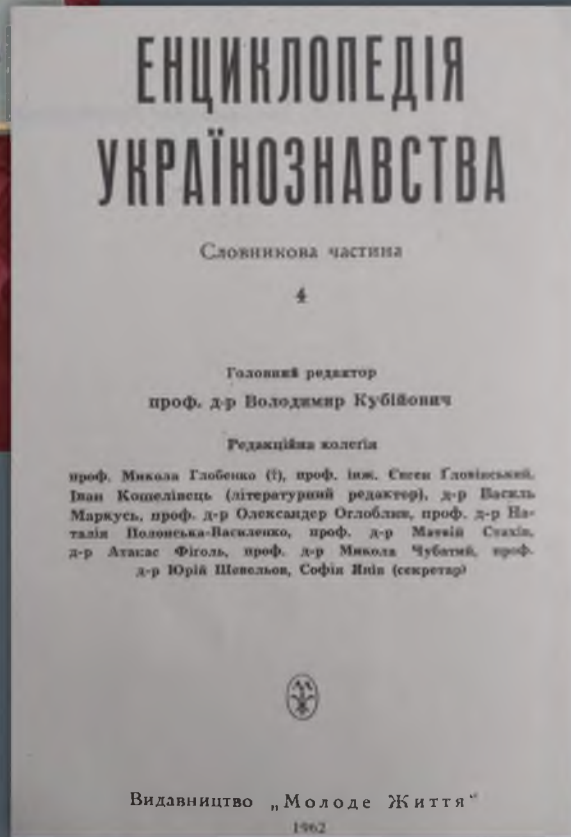 ЕНЦИКЛОПЕДІЯ
УКРАЇНОЗНАВСТВА
Словникова частина
4
Головний редактор
проф. д-р Володимир Кубійович
Редакційна колегія
проф. Микола Глобенко (†), проф. інж. Євген Ґловінський,
Іван Кошелівець (літературний редактор), д-р Василь
Маркусь, проф. д-р Олександер Оглоблин, проф. д-р На-
талія Полонська-Василенко, проф. д-р Матвій Стахів,
д-р Атанас Фіґоль, проф. д-р Микола Чубатий, проф.
д-р Юрій Шевельов, Софія Янів (секретар)
Видавництво „Молоде Життя“
1962